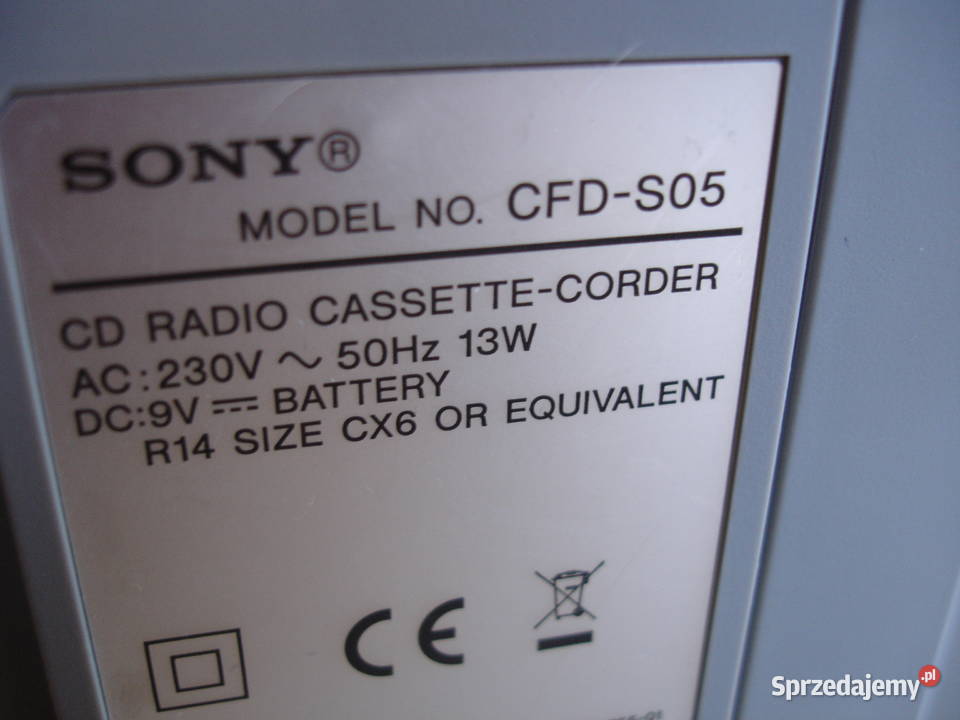 SONY®
MODEL NO. CFD-S05
CD RADIO CASSETTE-CORDER
AC:230V ~ 50Hz 13W
DC:9V ⎓ BATTERY
R14 SIZE CX6 OR EQUIVALENT
CE
Sprzedajemy.pl